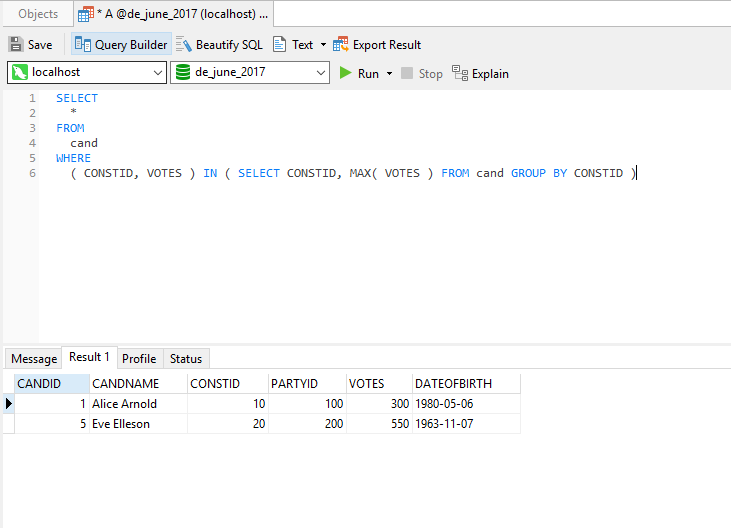 Objects * A @de_june_2017 (localhost) ...
Save Query Builder Beautify SQL Text Export Result
localhost de_june_2017 Run Stop Explain
1 SELECT
2 *
3 FROM
4 cand
5 WHERE
6 ( CONSTID, VOTES ) IN ( SELECT CONSTID, MAX( VOTES ) FROM cand GROUP BY CONSTID )
Message Result 1 Profile Status
CANDID CANDNAME CONSTID PARTYID VOTES DATEOFBIRTH
1 Alice Arnold 10 100 300 1980-05-06
5 Eve Elleson 20 200 550 1963-11-07